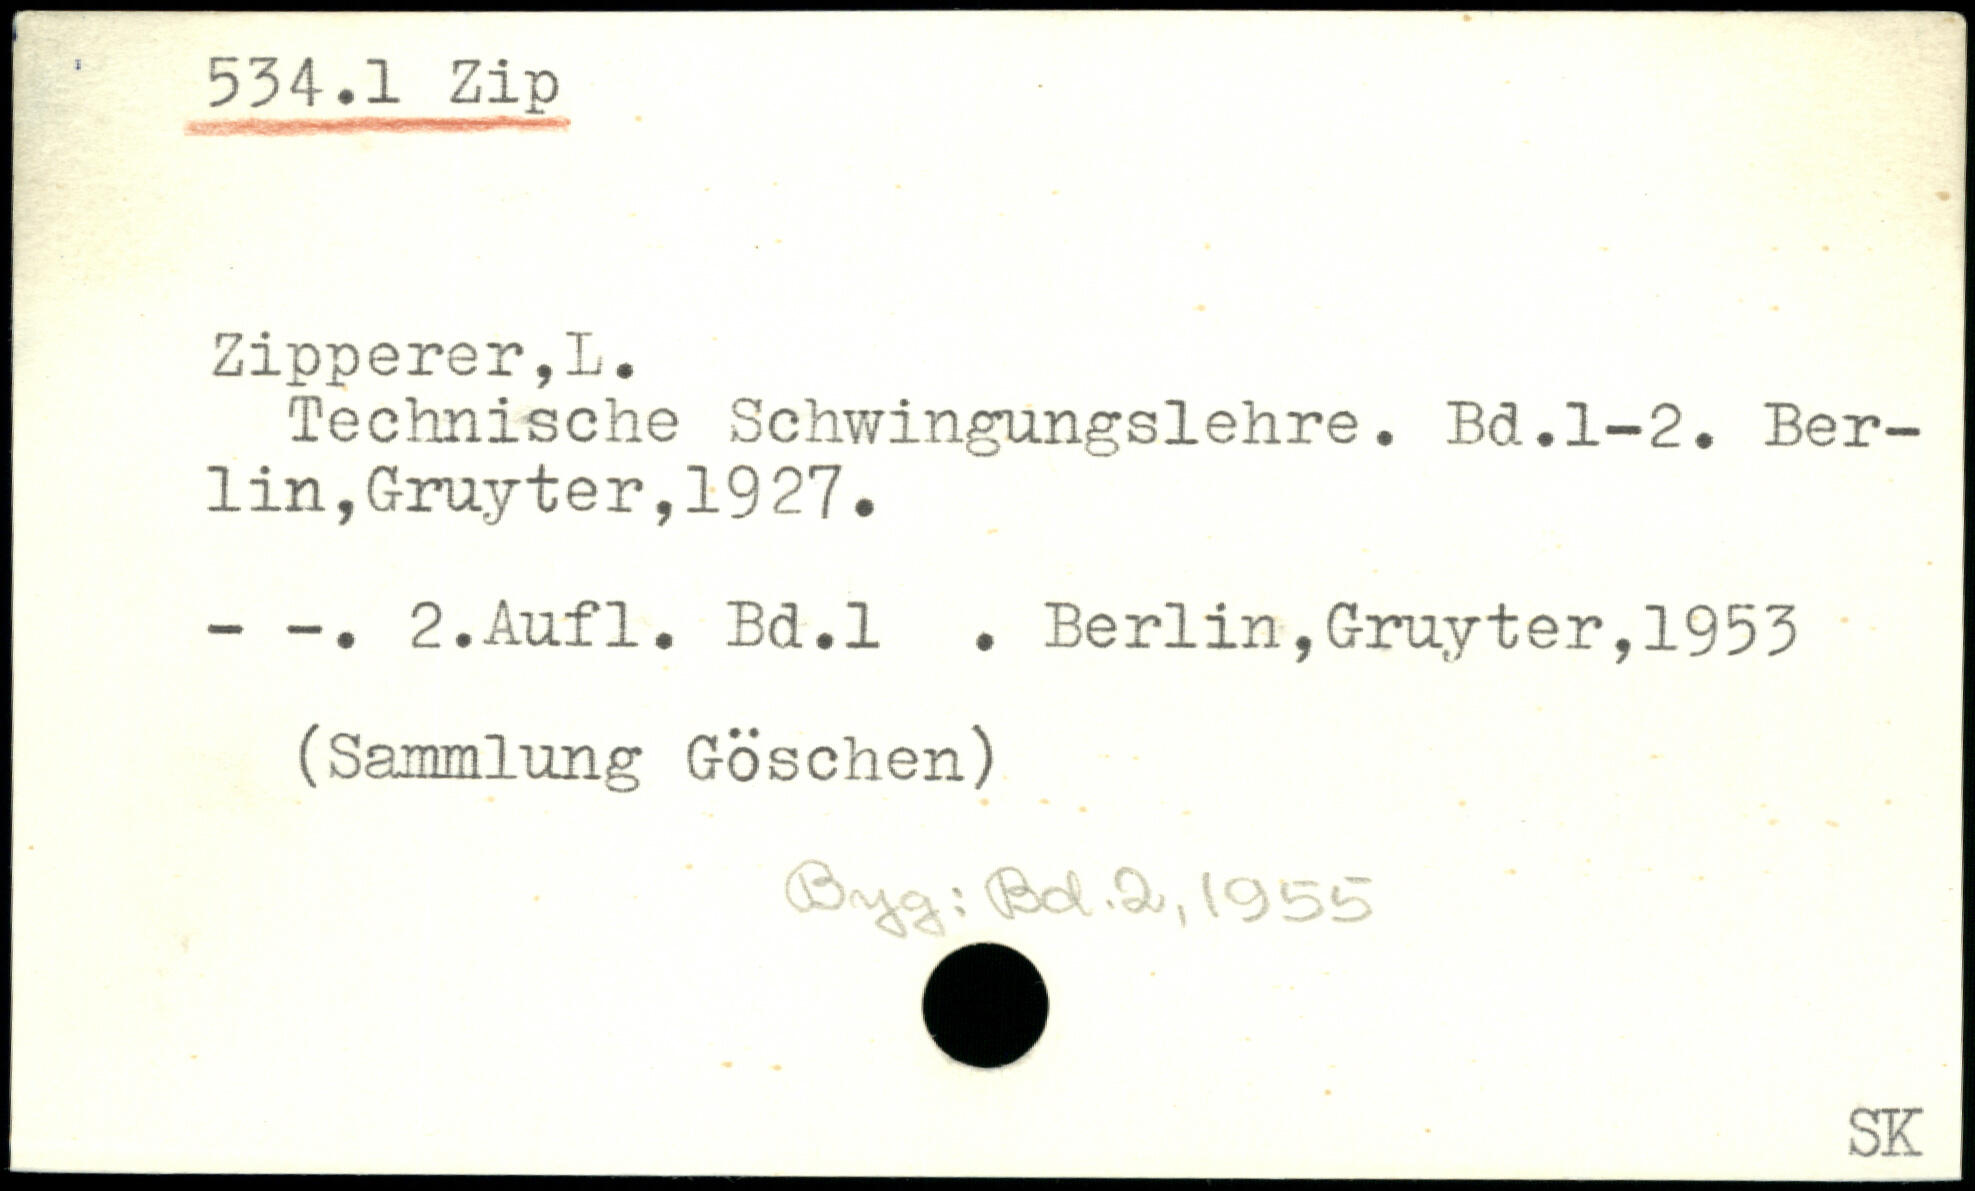 534.1 Zip
Zipperer,L.
Technische Schwingungslehre. Bd.1-2. Ber-
lin,Gruyter,1927.
- -. 2.Aufl. Bd.1 . Berlin,Gruyter,1953
(Sammlung Göschen)
Byg: Bd.2, 1955
SK